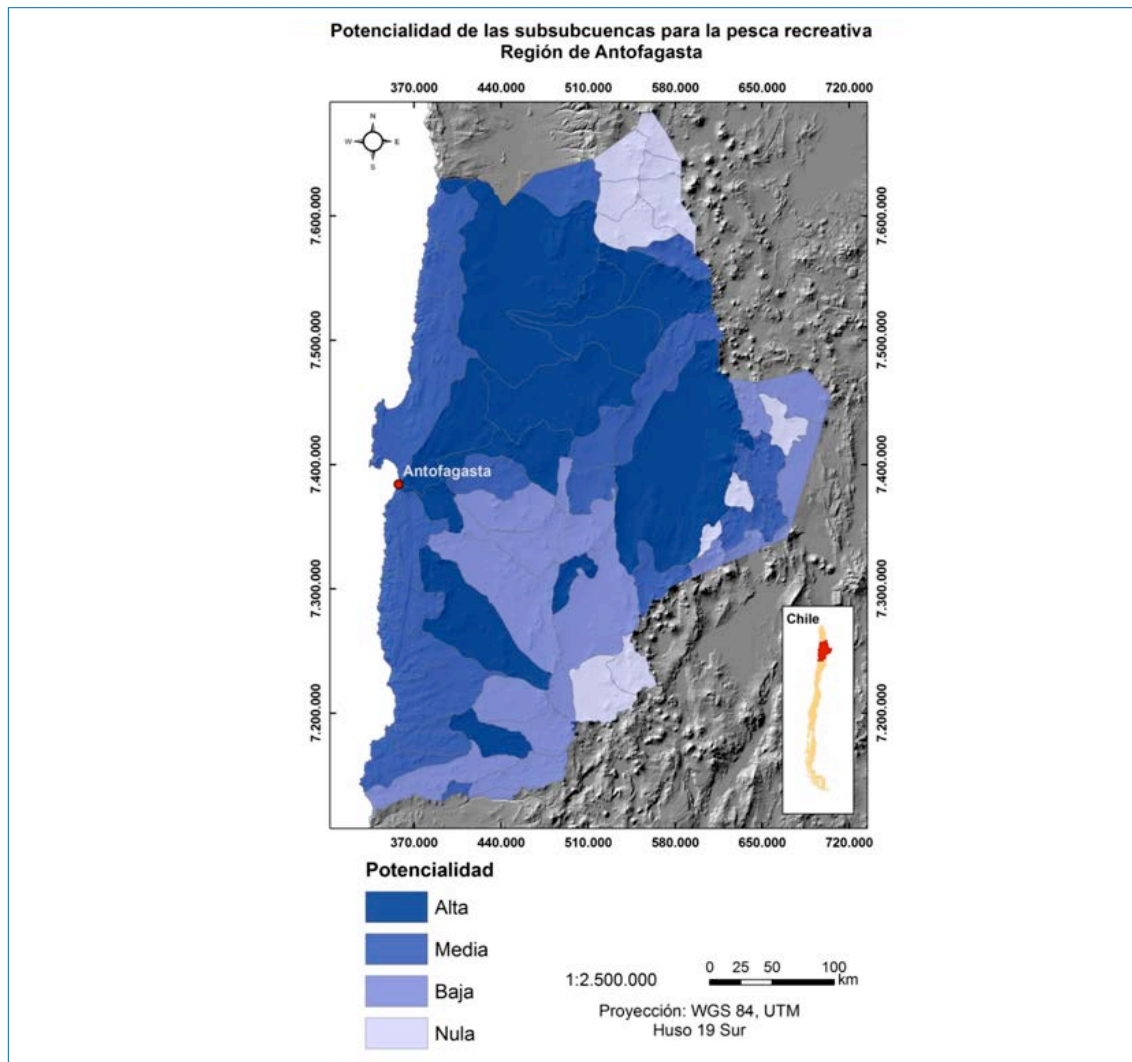 Potencialidad de las subsubcuencas para la pesca recreativa
Región de Antofagasta
370.000 440.000 510.000 580.000 650.000 720.000
N
W E
S
7.600.000 7.600.000
7.500.000 7.500.000
7.400.000 7.400.000
Antofagasta
7.300.000 7.300.000
Chile
7.200.000 7.200.000
370.000 440.000 510.000 580.000 650.000 720.000
Potencialidad
Alta
Media
Baja
Nula
1:2.500.000
0 25 50 100
km
Proyección: WGS 84, UTM
Huso 19 Sur